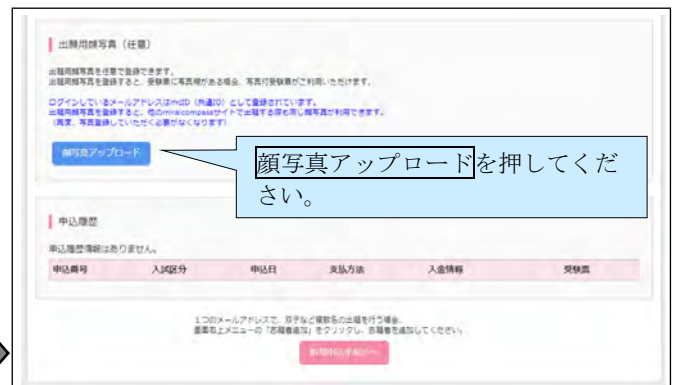 出願用顔写真（任意）
出願用顔写真を任意で登録できます。
出願用顔写真を登録すると、受験票に写真欄がある場合、写真付受験票がご利用いただけます。
ログインしているメールアドレスはmcID（共通ID）として登録されています。
出願用顔写真を登録すると、他のmiraicompassサイトで出願する際も同じ顔写真が利用できます。
（再度、写真登録していただく必要がなくなります）
顔写真アップロード
顔写真アップロードを押してくだ
さい。
申込履歴
申込履歴情報はありません。
申込番号 入試区分 申込日 支払方法 入金情報 受験票
1つのメールアドレスで、双子など複数名の出願を行う場合、
画面右上メニューの「志願者追加」をクリックし、志願者を追加してください。
新規申込手続きへ